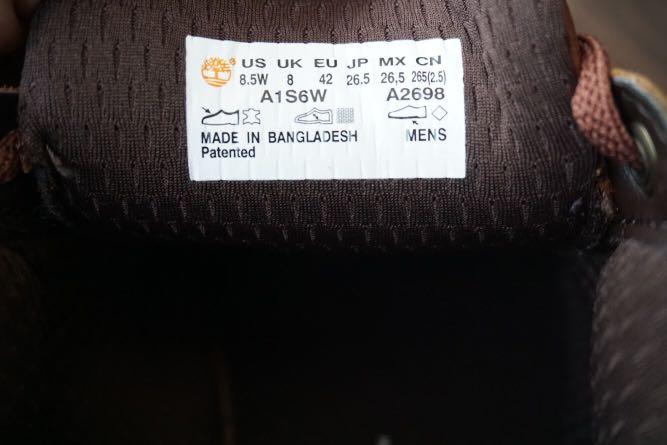 US UK EU JP MX CN
8.5W 8 42 26.5 26,5 265(2.5)
A1S6W A2698
MADE IN BANGLADESH MENS
Patented